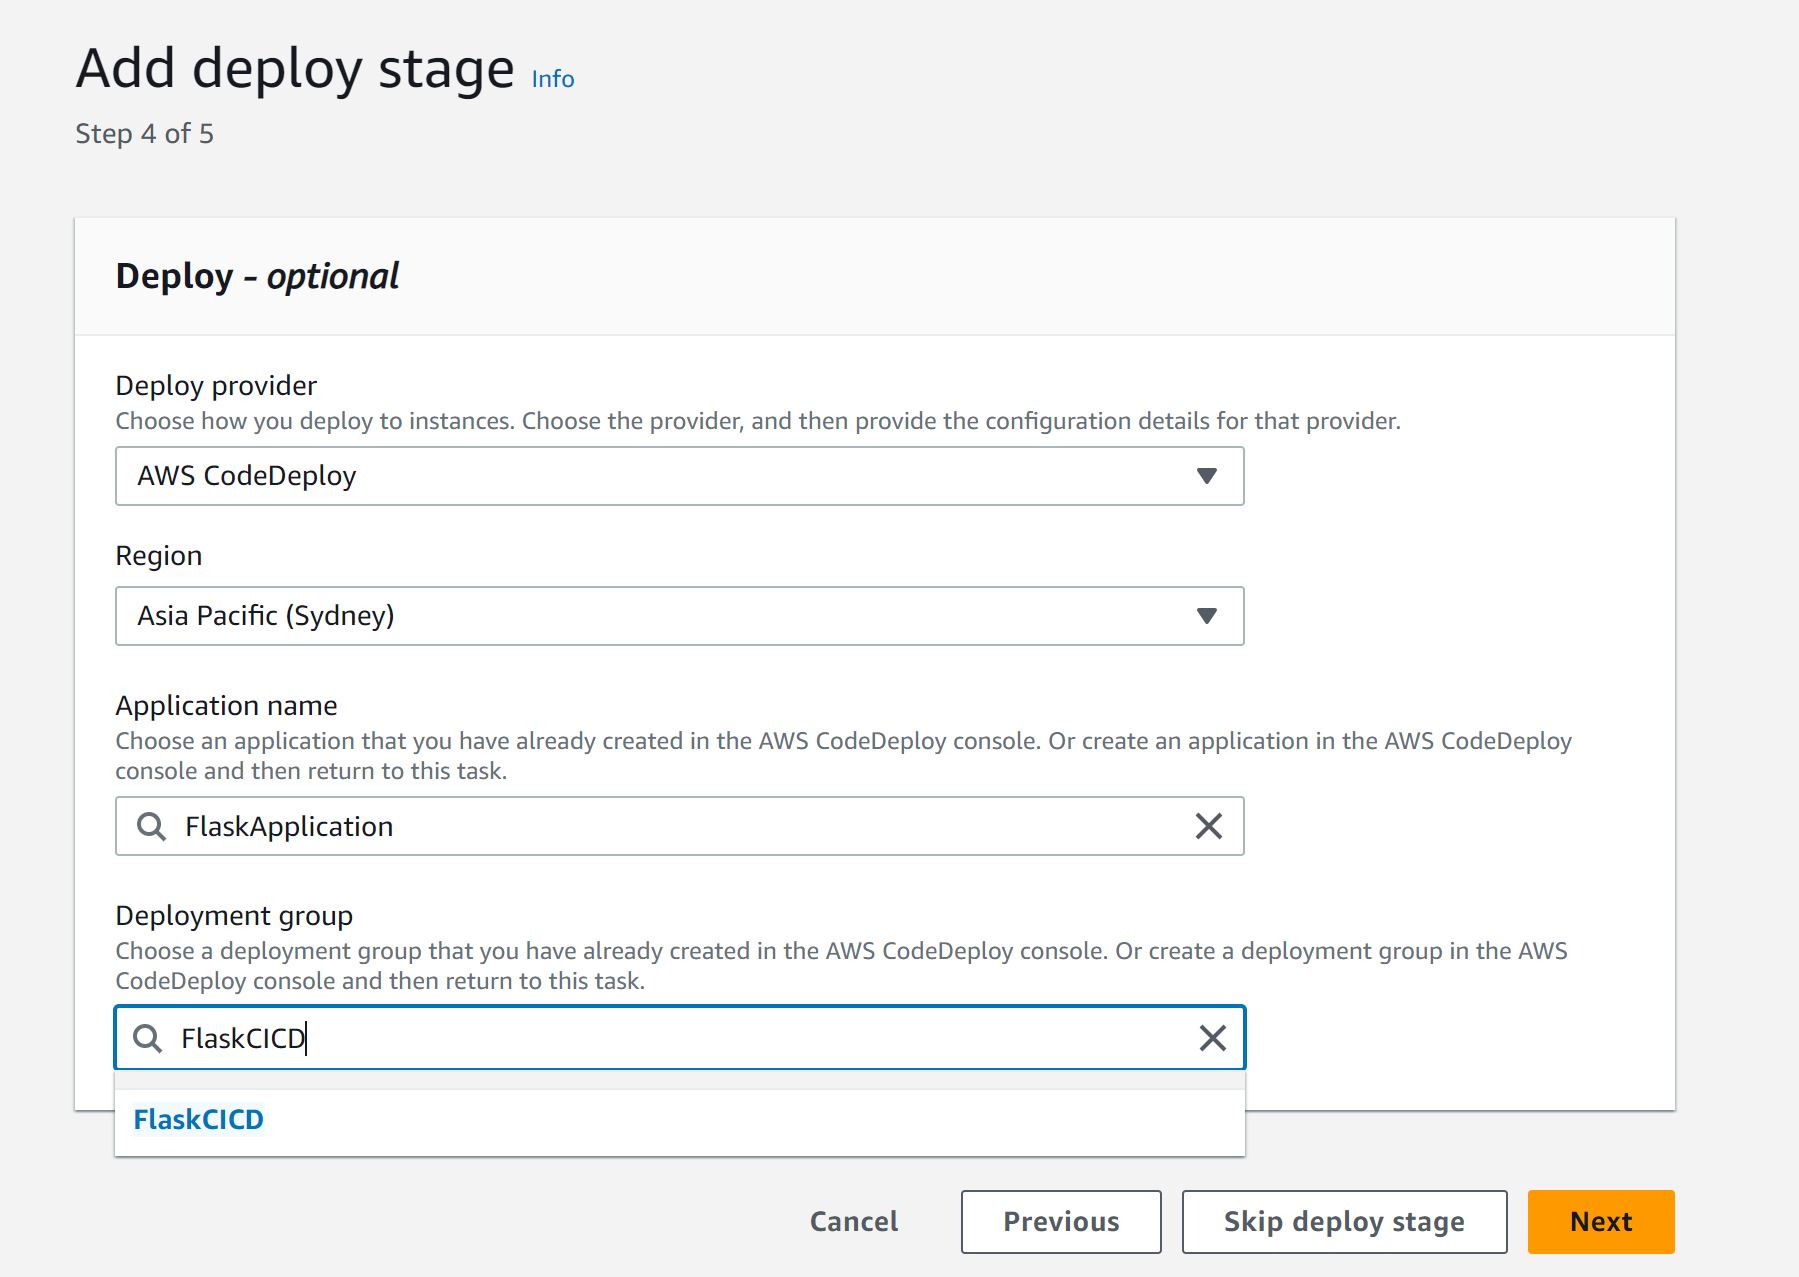 Add deploy stage Info
Step 4 of 5
Deploy – optional
Deploy provider
Choose how you deploy to instances. Choose the provider, and then provide the configuration details for that provider.
AWS CodeDeploy
Region
Asia Pacific (Sydney)
Application name
Choose an application that you have already created in the AWS CodeDeploy console. Or create an application in the AWS CodeDeploy
console and then return to this task.
FlaskApplication
Deployment group
Choose a deployment group that you have already created in the AWS CodeDeploy console. Or create a deployment group in the AWS
CodeDeploy console and then return to this task.
FlaskCICD
FlaskCICD
Cancel Previous Skip deploy stage Next